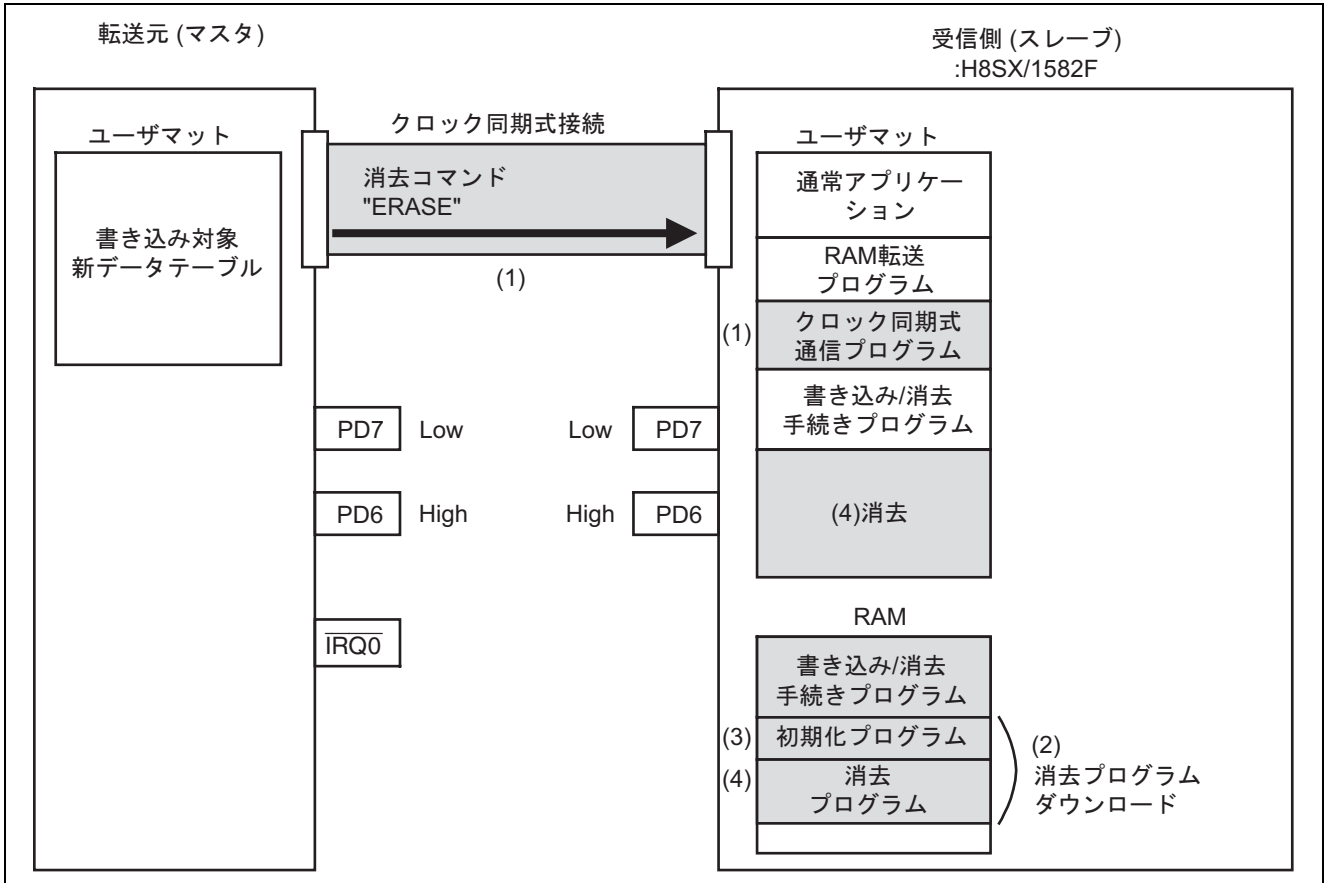 転送元 (マスタ)
受信側 (スレーブ)
:H8SX/1582F
ユーザマット
書き込み対象
新データテーブル
クロック同期式接続
消去コマンド
"ERASE"
(1)
PD7
Low
Low
PD7
PD6
High
High
PD6
IRQ0
ユーザマット
通常アプリケー
ション
RAM転送
プログラム
(1)
クロック同期式
通信プログラム
書き込み/消去
手続きプログラム
(4)消去
RAM
書き込み/消去
手続きプログラム
(3)
初期化プログラム
(4)
消去
プログラム
(2)
消去プログラム
ダウンロード